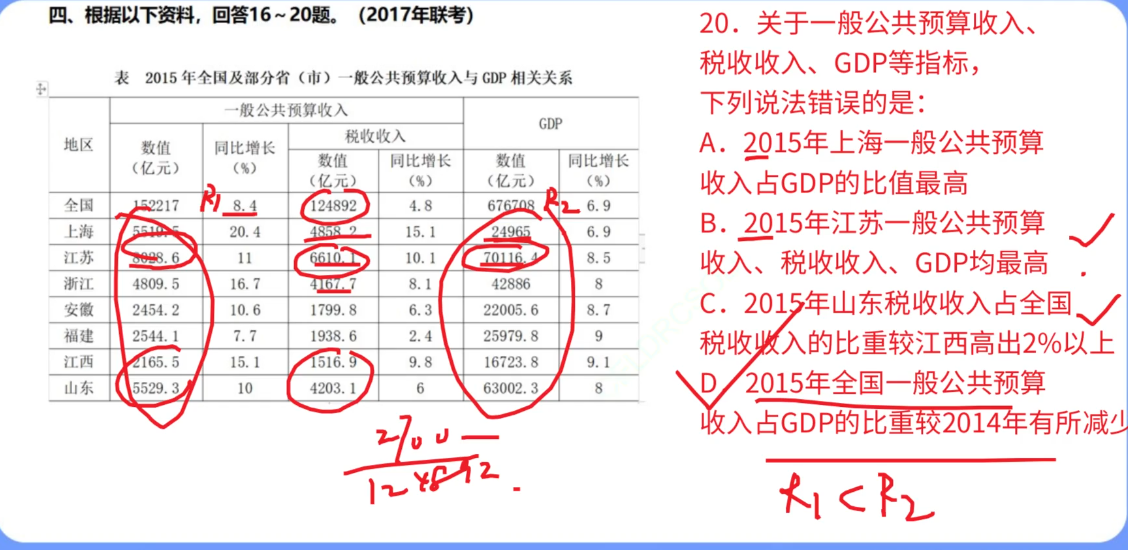 四、根据以下资料，回答16～20题。（2017年联考）
表 2015 年全国及部分省（市）一般公共预算收入与 GDP 相关关系
地区 一般公共预算收入 GDP
税收收入
数值（亿元） 同比增长（%） 数值（亿元） 同比增长（%） 数值（亿元） 同比增长（%）
全国 152217 R1 8.4 124892 4.8 676708 R2 6.9
上海 5519.5 20.4 4858.2 15.1 24965 6.9
江苏 8028.6 11 6610.1 10.1 70116.4 8.5
浙江 4809.5 16.7 4167.7 8.1 42886 8
安徽 2454.2 10.6 1799.8 6.3 22005.6 8.7
福建 2544.1 7.7 1938.6 2.4 25979.8 9
江西 2165.5 15.1 1516.9 9.8 16723.8 9.1
山东 5529.3 10 4203.1 6 63002.3 8
2700
124892
20．关于一般公共预算收入、
税收收入、GDP等指标，
下列说法错误的是：
A．2015年上海一般公共预算
收入占GDP的比值最高
B．2015年江苏一般公共预算
收入、税收收入、GDP均最高
C．2015年山东税收收入占全国
税收收入的比重较江西高出2%以上
D．2015年全国一般公共预算
收入占GDP的比重较2014年有所减少
R1 < R2